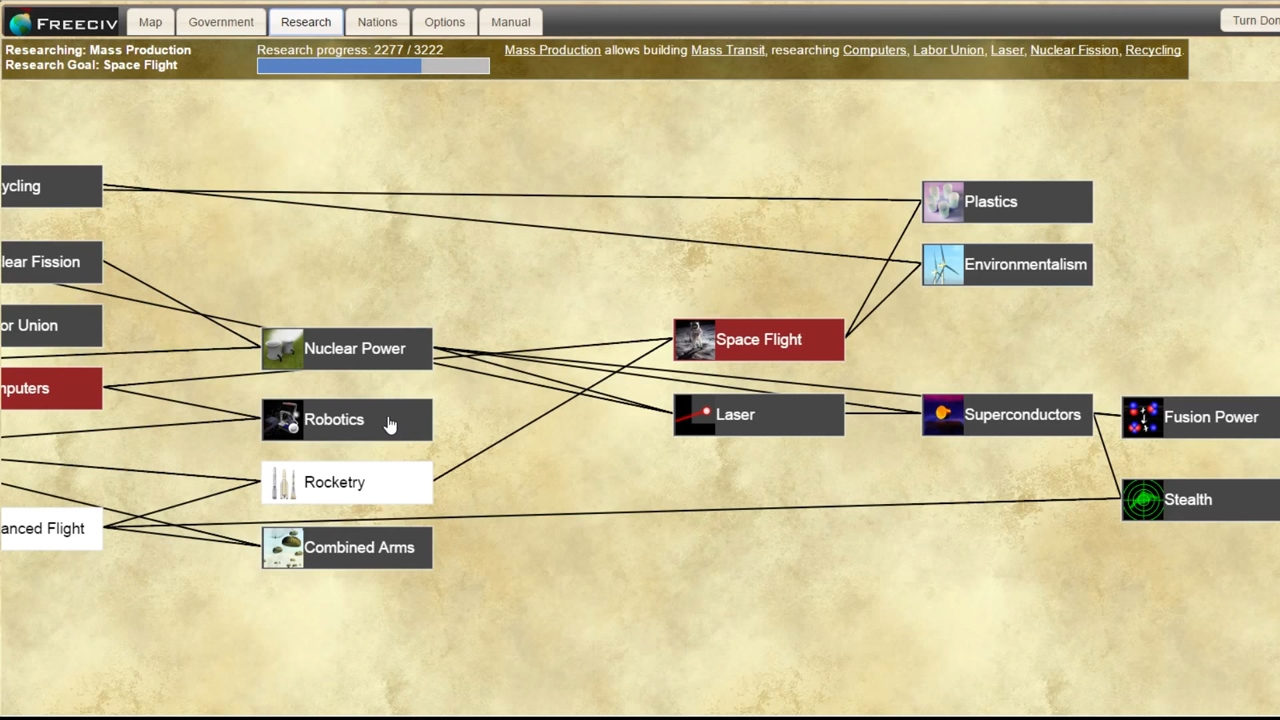 FREECIV Map Government Research Nations Options Manual Turn Don
Researching: Mass Production
Research Goal: Space Flight
Research progress: 2277 / 3222
Mass Production allows building Mass Transit, researching Computers, Labor Union, Laser, Nuclear Fission, Recycling.
ycling
Plastics
lear Fission
Environmentalism
or Union
Nuclear Power
Space Flight
nputers
Robotics
Laser
Superconductors
Fusion Power
Rocketry
Stealth
anced Flight
Combined Arms